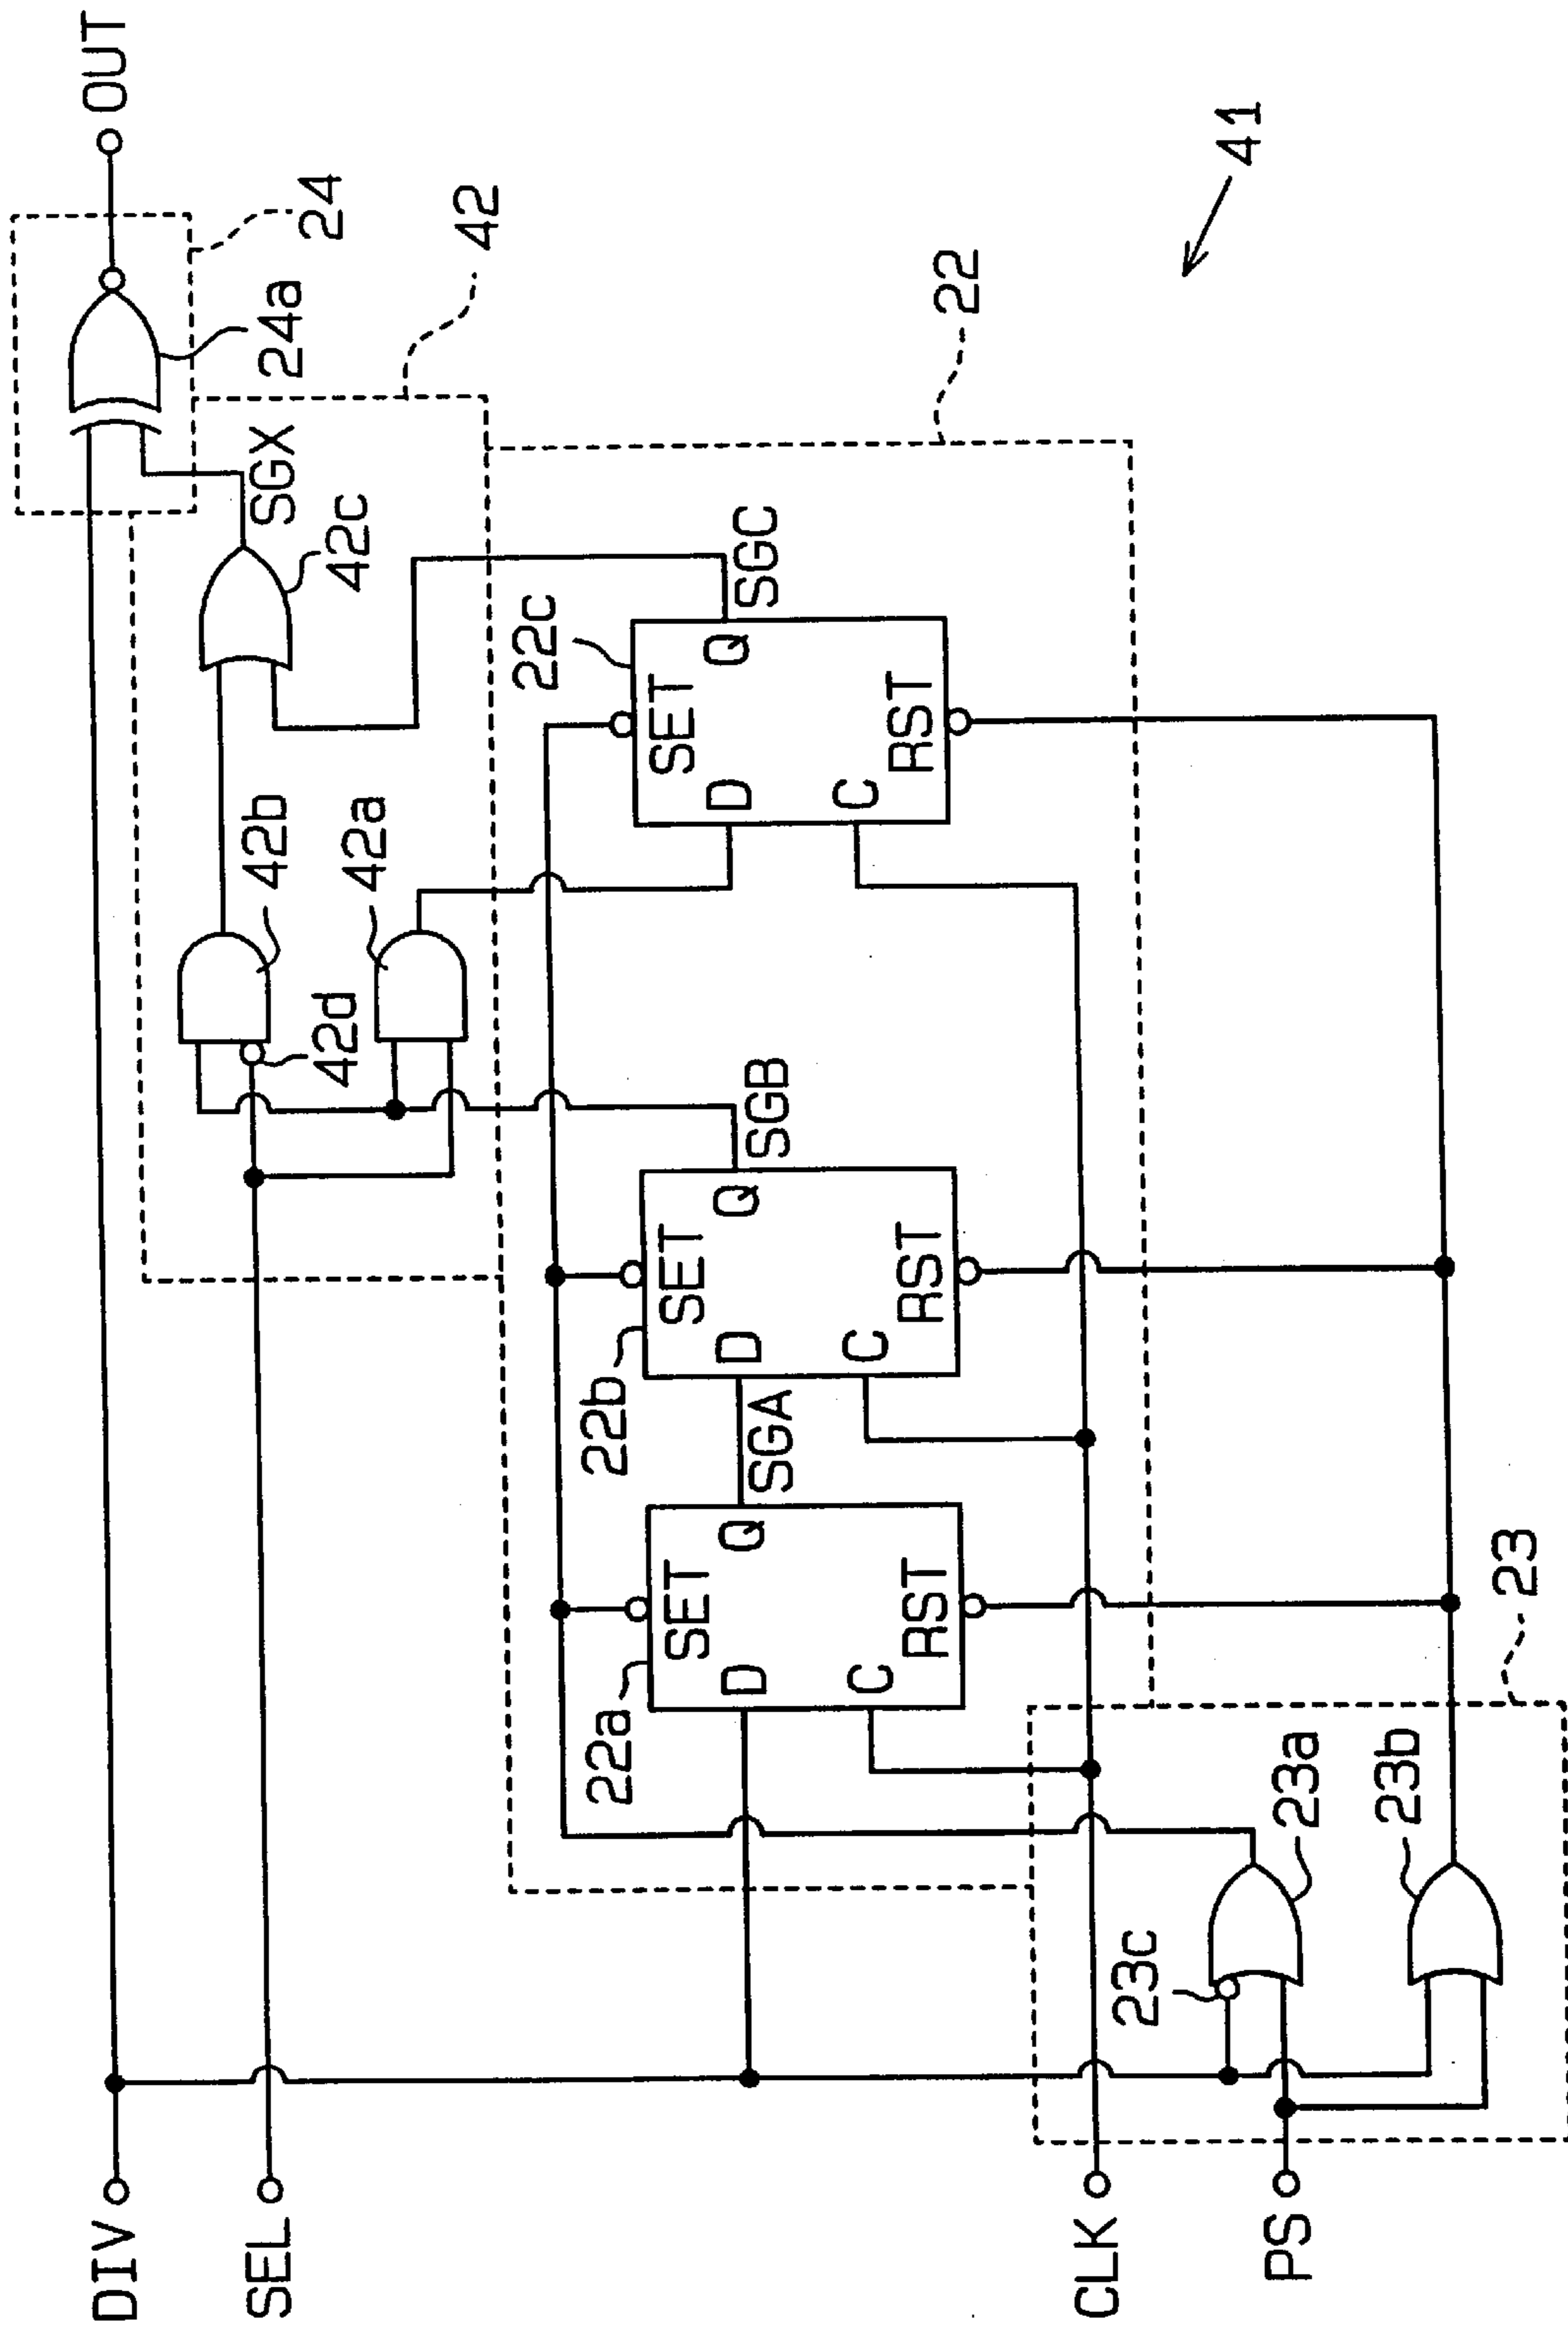 DIV
SEL
CLK
PS
OUT
24
24a
42
SGX
42c
42b
42a
42d
22
SGC
22c
SET
Q
D
C
RST
SGB
22b
SET
Q
D
C
RST
SGA
22a
SET
Q
D
C
RST
23
23a
23b
23c
41